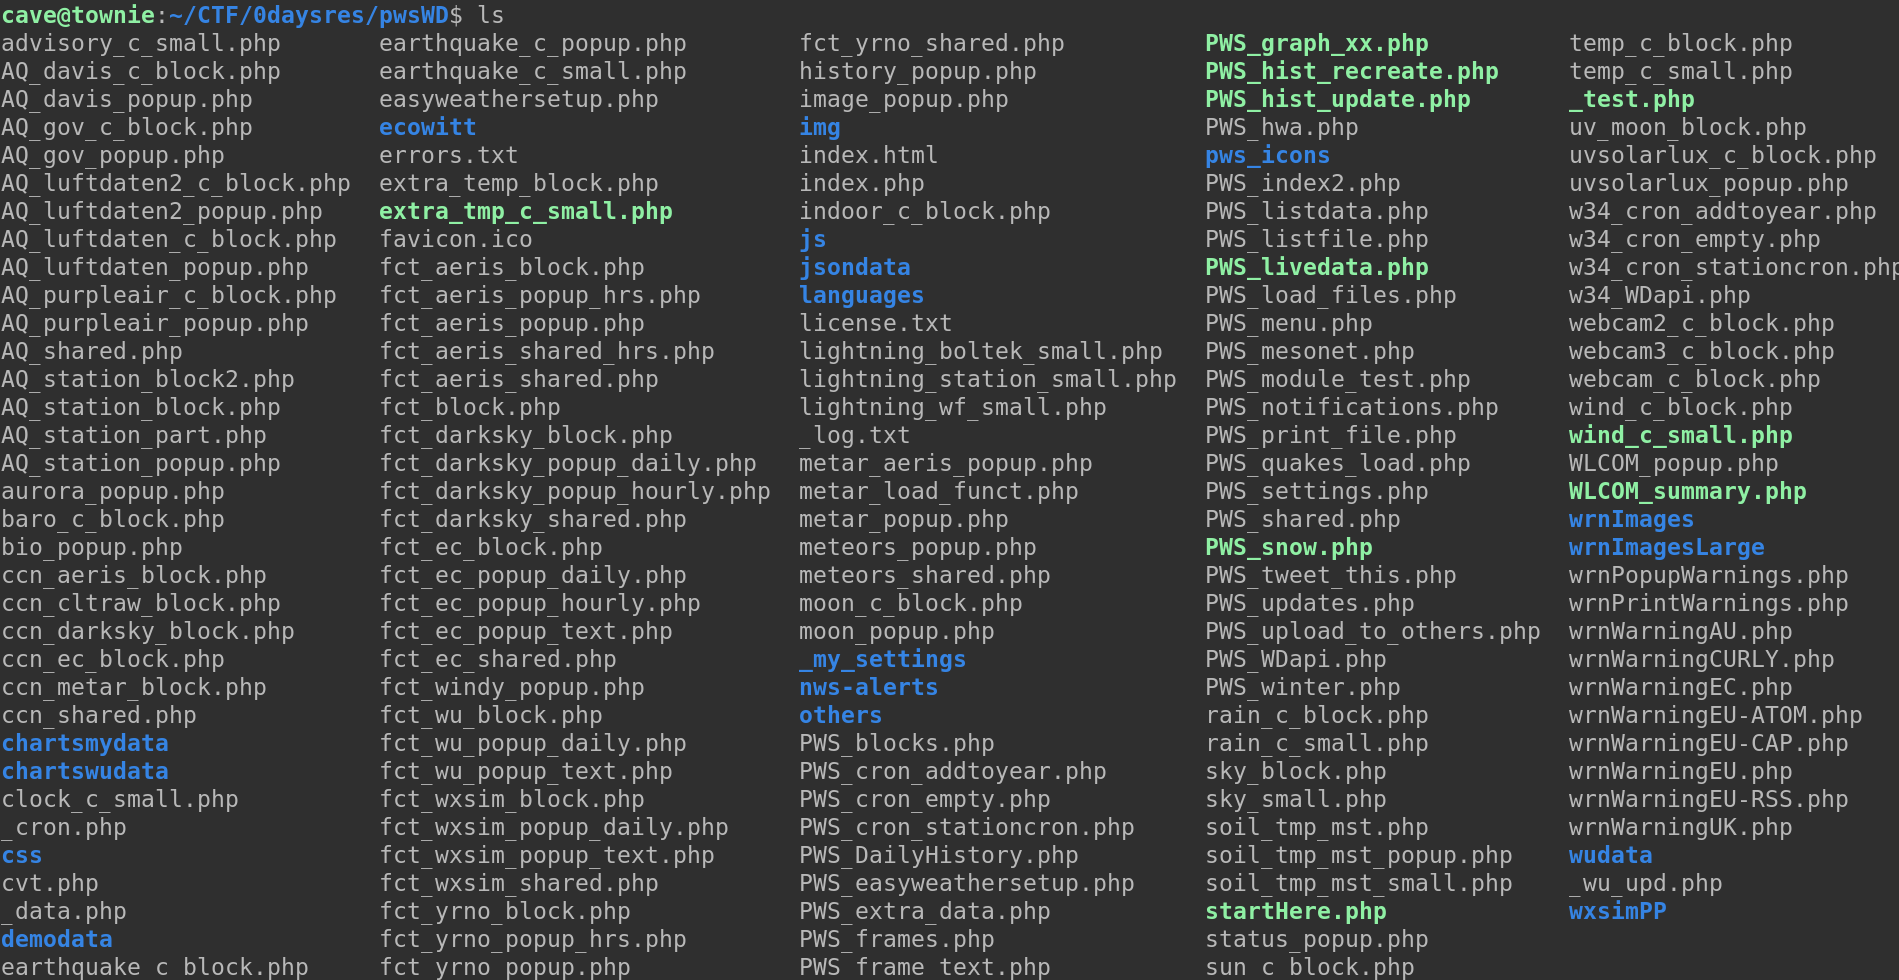 cave@townie:~/CTF/0daysres/pwsWD$ ls
advisory_c_small.php earthquake_c_popup.php fct_yrno_shared.php PWS_graph_xx.php temp_c_block.php
AQ_davis_c_block.php earthquake_c_small.php history_popup.php PWS_hist_recreate.php temp_c_small.php
AQ_davis_popup.php easyweathersetup.php image_popup.php PWS_hist_update.php _test.php
AQ_gov_c_block.php ecowitt img PWS_hwa.php uv_moon_block.php
AQ_gov_popup.php errors.txt index.html pws_icons uvsolarlux_c_block.php
AQ_luftdaten2_c_block.php extra_temp_block.php index.php PWS_index2.php uvsolarlux_popup.php
AQ_luftdaten2_popup.php extra_tmp_c_small.php indoor_c_block.php PWS_listdata.php w34_cron_addtoyear.php
AQ_luftdaten_c_block.php favicon.ico js PWS_listfile.php w34_cron_empty.php
AQ_luftdaten_popup.php fct_aeris_block.php jsondata PWS_livedata.php w34_cron_stationcron.php
AQ_purpleair_c_block.php fct_aeris_popup_hrs.php languages PWS_load_files.php w34_WDapi.php
AQ_purpleair_popup.php fct_aeris_popup.php license.txt PWS_menu.php webcam2_c_block.php
AQ_shared.php fct_aeris_shared_hrs.php lightning_boltek_small.php PWS_mesonet.php webcam3_c_block.php
AQ_station_block2.php fct_aeris_shared.php lightning_station_small.php PWS_module_test.php webcam_c_block.php
AQ_station_block.php fct_block.php lightning_wf_small.php PWS_notifications.php wind_c_block.php
AQ_station_part.php fct_darksky_block.php _log.txt PWS_print_file.php wind_c_small.php
AQ_station_popup.php fct_darksky_popup_daily.php metar_aeris_popup.php PWS_quakes_load.php WLCOM_popup.php
aurora_popup.php fct_darksky_popup_hourly.php metar_load_funct.php PWS_settings.php WLCOM_summary.php
baro_c_block.php fct_darksky_shared.php metar_popup.php PWS_shared.php wrnImages
bio_popup.php fct_ec_block.php meteors_popup.php PWS_snow.php wrnImagesLarge
ccn_aeris_block.php fct_ec_popup_daily.php meteors_shared.php PWS_tweet_this.php wrnPopupWarnings.php
ccn_cltraw_block.php fct_ec_popup_hourly.php moon_c_block.php PWS_updates.php wrnPrintWarnings.php
ccn_darksky_block.php fct_ec_popup_text.php moon_popup.php PWS_upload_to_others.php wrnWarningAU.php
ccn_ec_block.php fct_ec_shared.php _my_settings PWS_WDapi.php wrnWarningCURLY.php
ccn_metar_block.php fct_windy_popup.php nws-alerts PWS_winter.php wrnWarningEC.php
ccn_shared.php fct_wu_block.php others rain_c_block.php wrnWarningEU-ATOM.php
chartsmydata fct_wu_popup_daily.php PWS_blocks.php rain_c_small.php wrnWarningEU-CAP.php
chartswudata fct_wu_popup_text.php PWS_cron_addtoyear.php sky_block.php wrnWarningEU.php
clock_c_small.php fct_wxsim_block.php PWS_cron_empty.php sky_small.php wrnWarningEU-RSS.php
_cron.php fct_wxsim_popup_daily.php PWS_cron_stationcron.php soil_tmp_mst.php wrnWarningUK.php
css fct_wxsim_popup_text.php PWS_DailyHistory.php soil_tmp_mst_popup.php wudata
cvt.php fct_wxsim_shared.php PWS_easyweathersetup.php soil_tmp_mst_small.php _wu_upd.php
_data.php fct_yrno_block.php PWS_extra_data.php startHere.php wxsimPP
demodata fct_yrno_popup_hrs.php PWS_frames.php status_popup.php
earthquake_c_block.php fct_yrno_popup.php PWS_frame_text.php sun_c_block.php